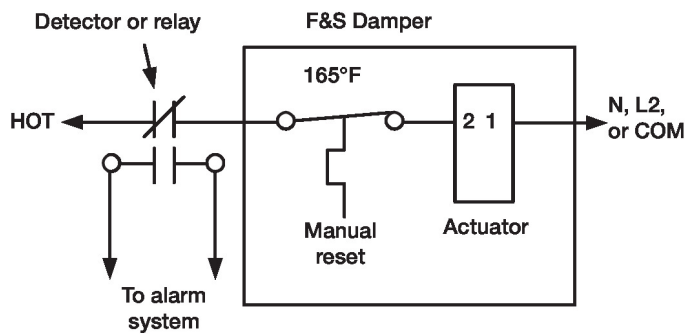 Detector or relay
F&S Damper
165°F
HOT
2 1
N, L2,
or COM
Manual
reset
Actuator
To alarm
system